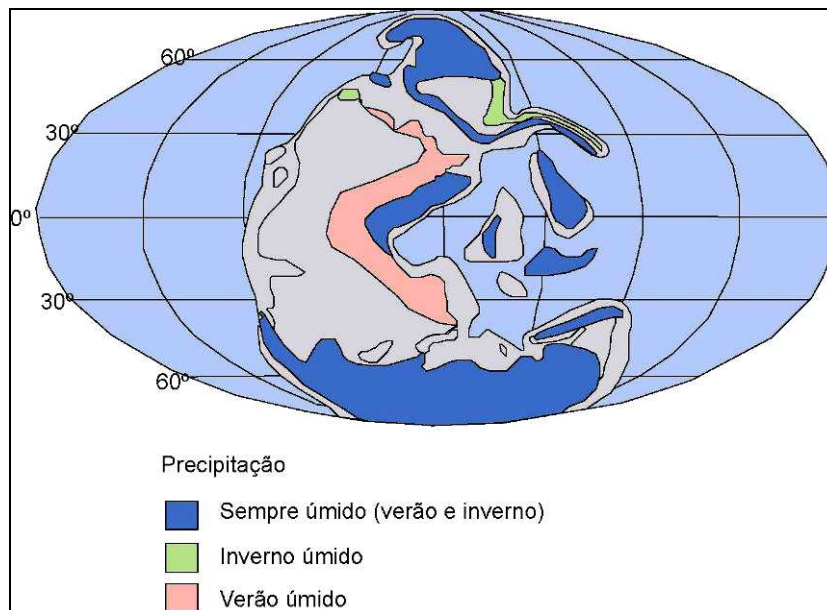 60º
30º
0º
30º
60º
Precipitação
Sempre úmido (verão e inverno)
Inverno úmido
Verão úmido